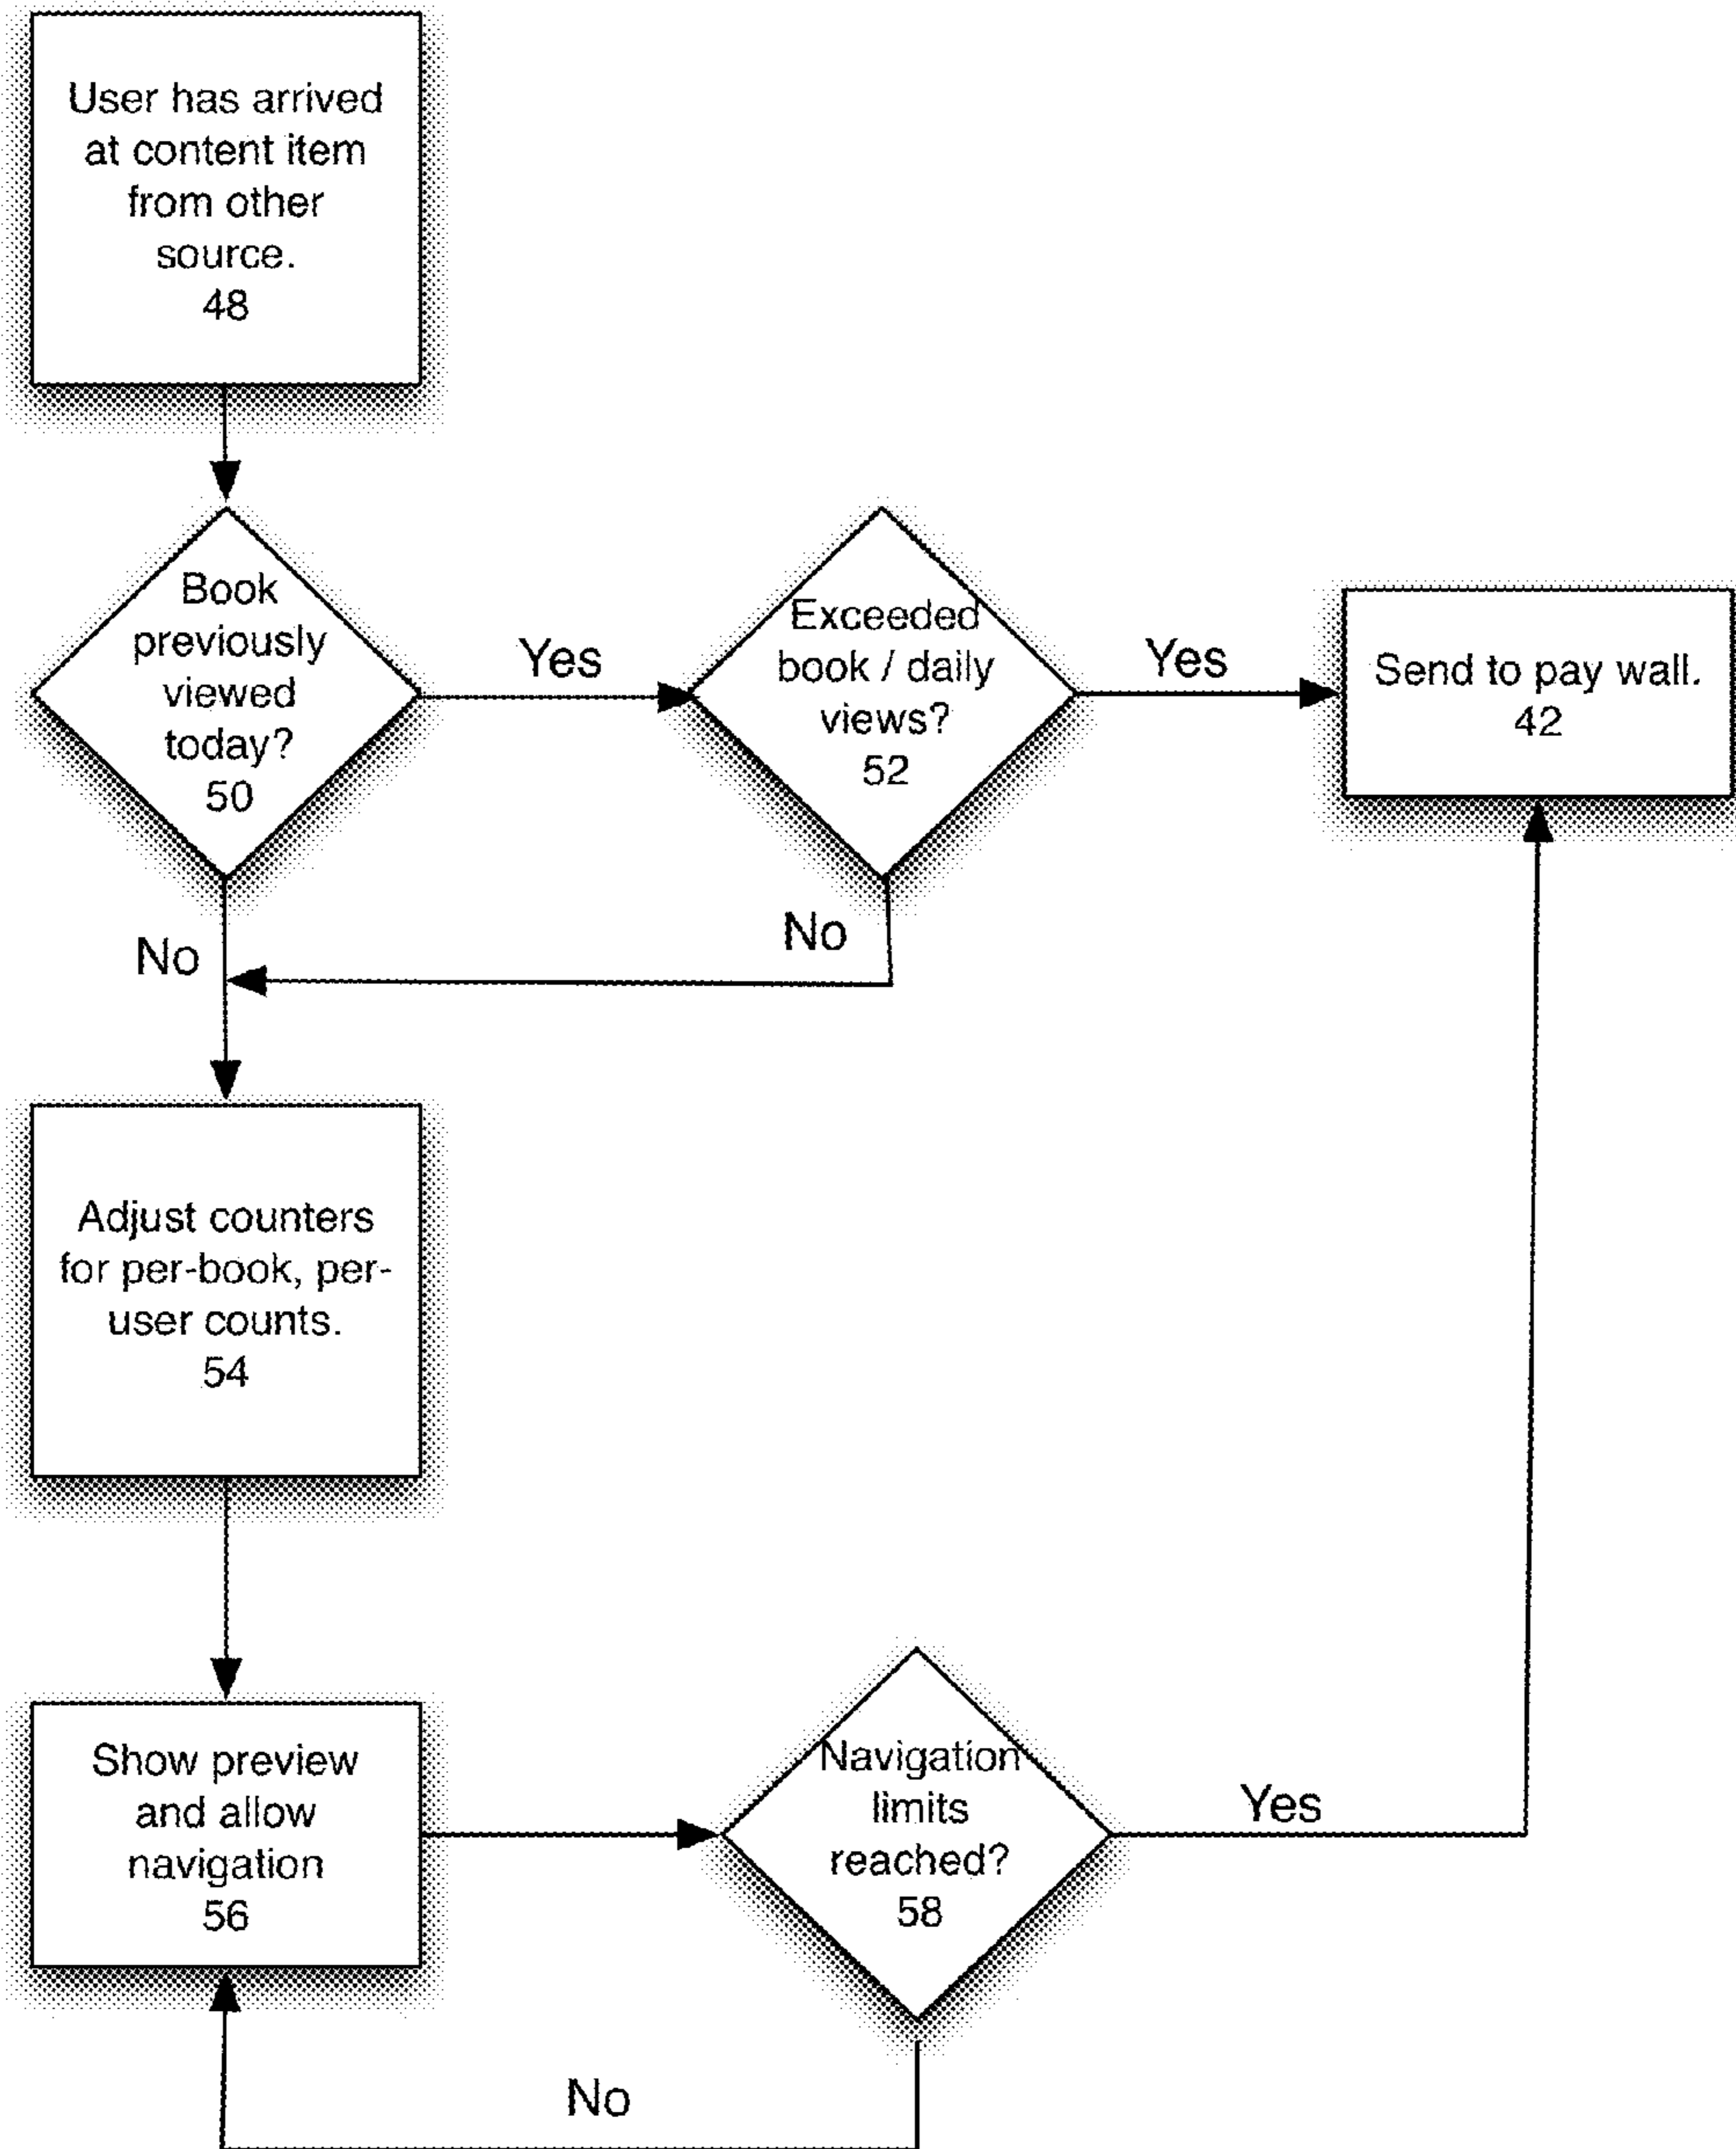 User has arrived
at content item
from other
source.
48
Book
previously
viewed
today?
50
Yes
Exceeded
book / daily
views?
52
Yes
Send to pay wall.
42
No
No
Adjust counters
for per-book, per-
user counts.
54
Show preview
and allow
navigation
56
Navigation
limits
reached?
58
Yes
No